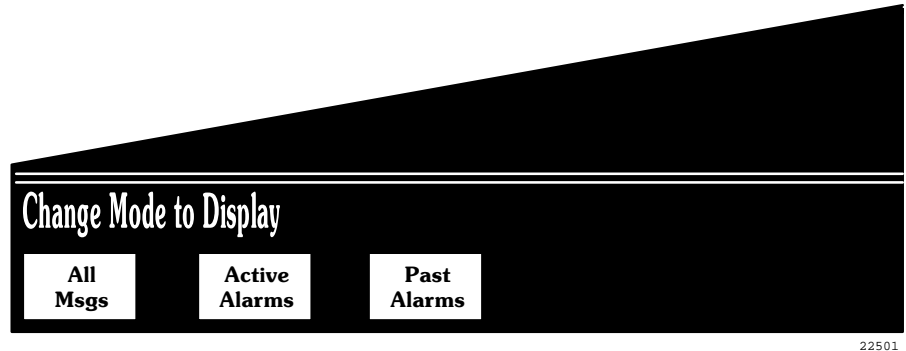 Change Mode to Display
All Msgs
Active Alarms
Past Alarms
22501